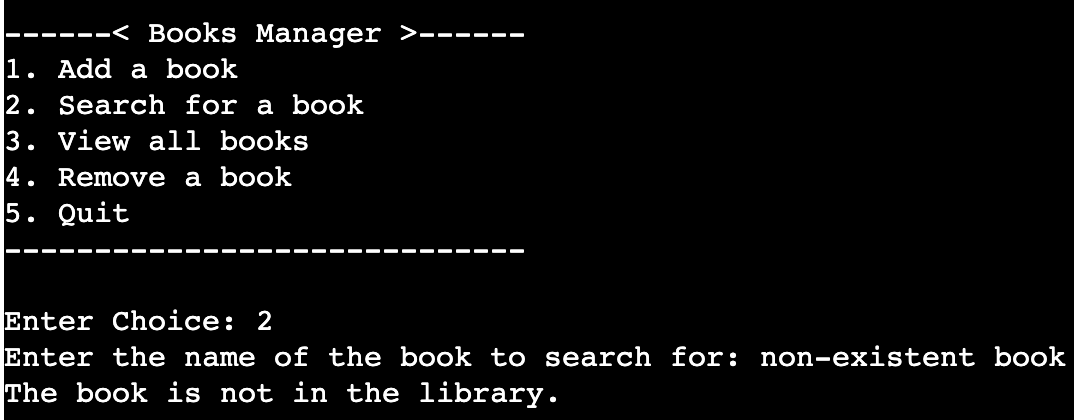 ------< Books Manager >------
1. Add a book
2. Search for a book
3. View all books
4. Remove a book
5. Quit
-----------------------------
Enter Choice: 2
Enter the name of the book to search for: non-existent book
The book is not in the library.